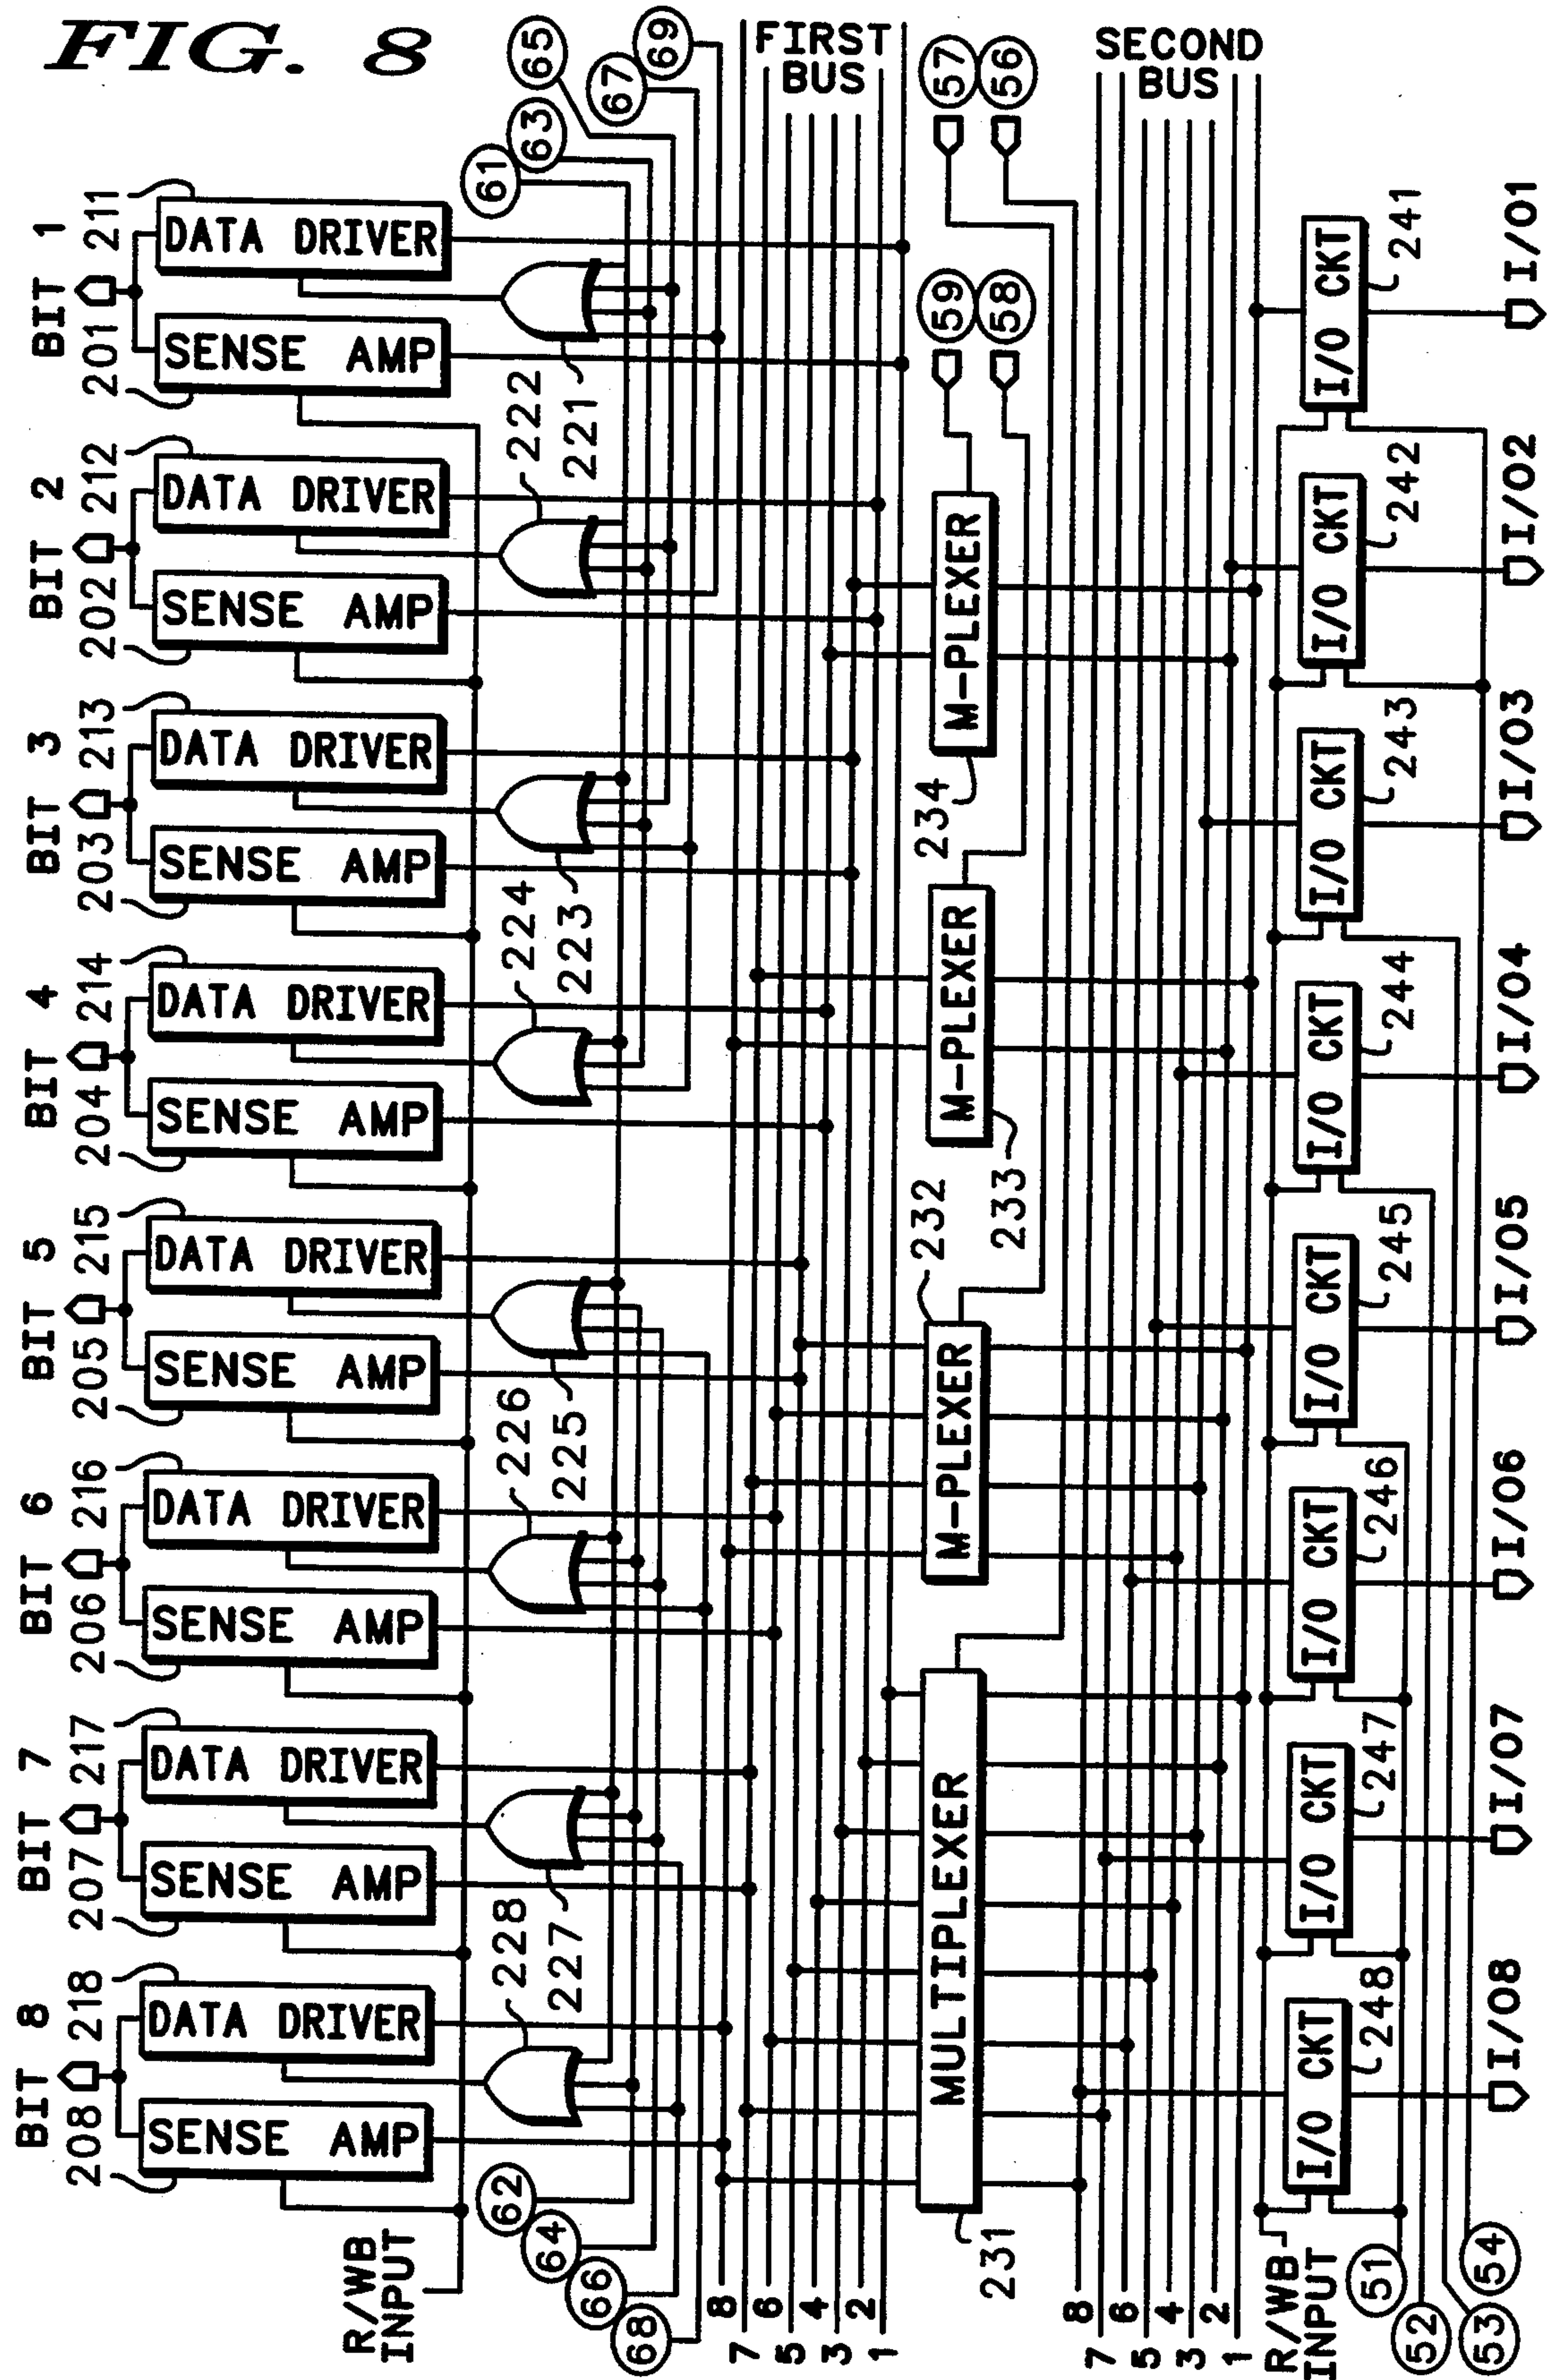 FIG. 8
BIT 8
BIT 7
BIT 6
BIT 5
BIT 4
BIT 3
BIT 2
BIT 1
208
218
207
217
206
216
205
215
204
214
203
213
202
212
201
211
SENSE AMP
DATA DRIVER
SENSE AMP
DATA DRIVER
SENSE AMP
DATA DRIVER
SENSE AMP
DATA DRIVER
SENSE AMP
DATA DRIVER
SENSE AMP
DATA DRIVER
SENSE AMP
DATA DRIVER
SENSE AMP
DATA DRIVER
R/WB
INPUT
228
227
226
225
224
223
222
221
62
64
66
68
61
63
65
67
69
8
7
6
5
4
3
2
1
FIRST
BUS
231
MULTIPLEXER
M-PLEXER
232
M-PLEXER
233
M-PLEXER
234
59
58
57
56
8
7
6
5
4
3
2
1
SECOND
BUS
R/WB
INPUT
I/O CKT
I/O CKT
I/O CKT
I/O CKT
I/O CKT
I/O CKT
I/O CKT
I/O CKT
248
247
246
245
244
243
242
241
51
52
53
54
I/O8
I/O7
I/O6
I/O5
I/O4
I/O3
I/O2
I/O1